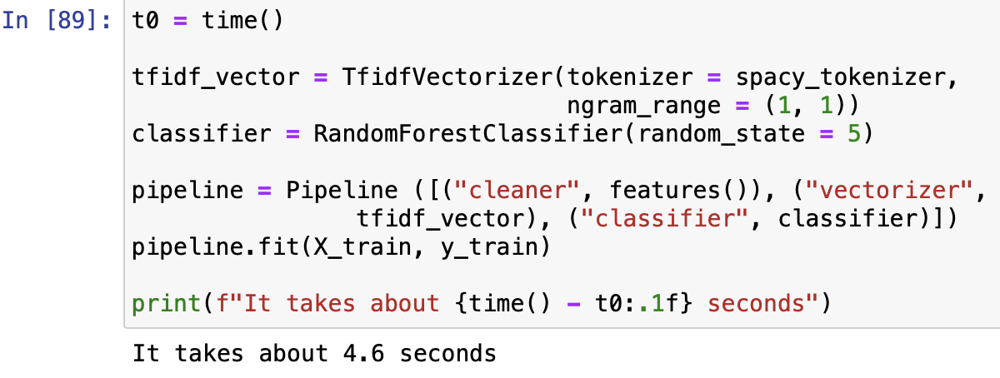 In [89]: t0 = time()
tfidf_vector = TfidfVectorizer(tokenizer = spacy_tokenizer,
ngram_range = (1, 1))
classifier = RandomForestClassifier(random_state = 5)
pipeline = Pipeline ([("cleaner", features()), ("vectorizer",
tfidf_vector), ("classifier", classifier)])
pipeline.fit(X_train, y_train)
print(f"It takes about {time() - t0:.1f} seconds")
It takes about 4.6 seconds